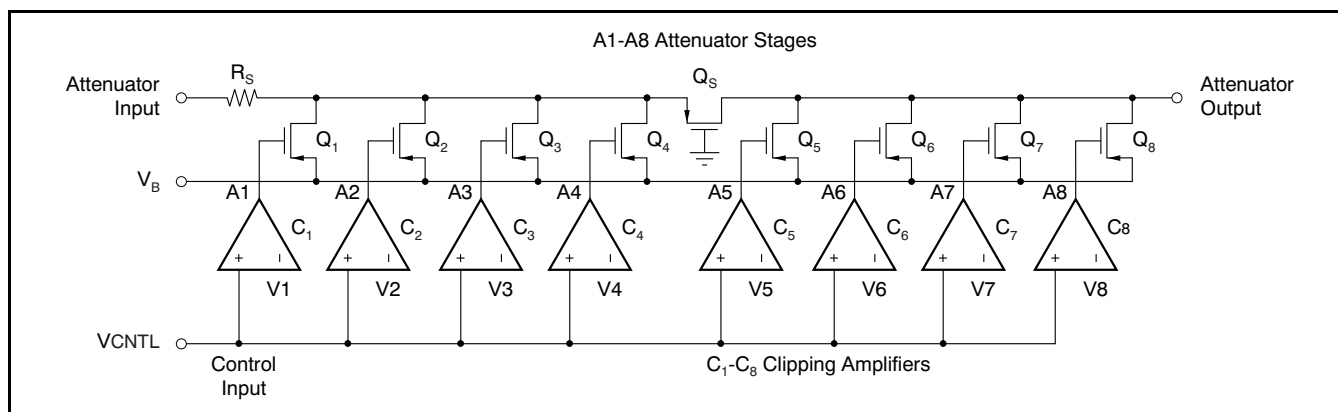 A1-A8 Attenuator Stages
Attenuator Input
R_S
Q_S
Attenuator Output
Q_1 Q_2 Q_3 Q_4 Q_5 Q_6 Q_7 Q_8
V_B
A1 A2 A3 A4 A5 A6 A7 A8
C_1 C_2 C_3 C_4 C_5 C_6 C_7 C8
+ − + − + − + − + − + − + − + −
V1 V2 V3 V4 V5 V6 V7 V8
VCNTL
Control Input
C_1-C_8 Clipping Amplifiers